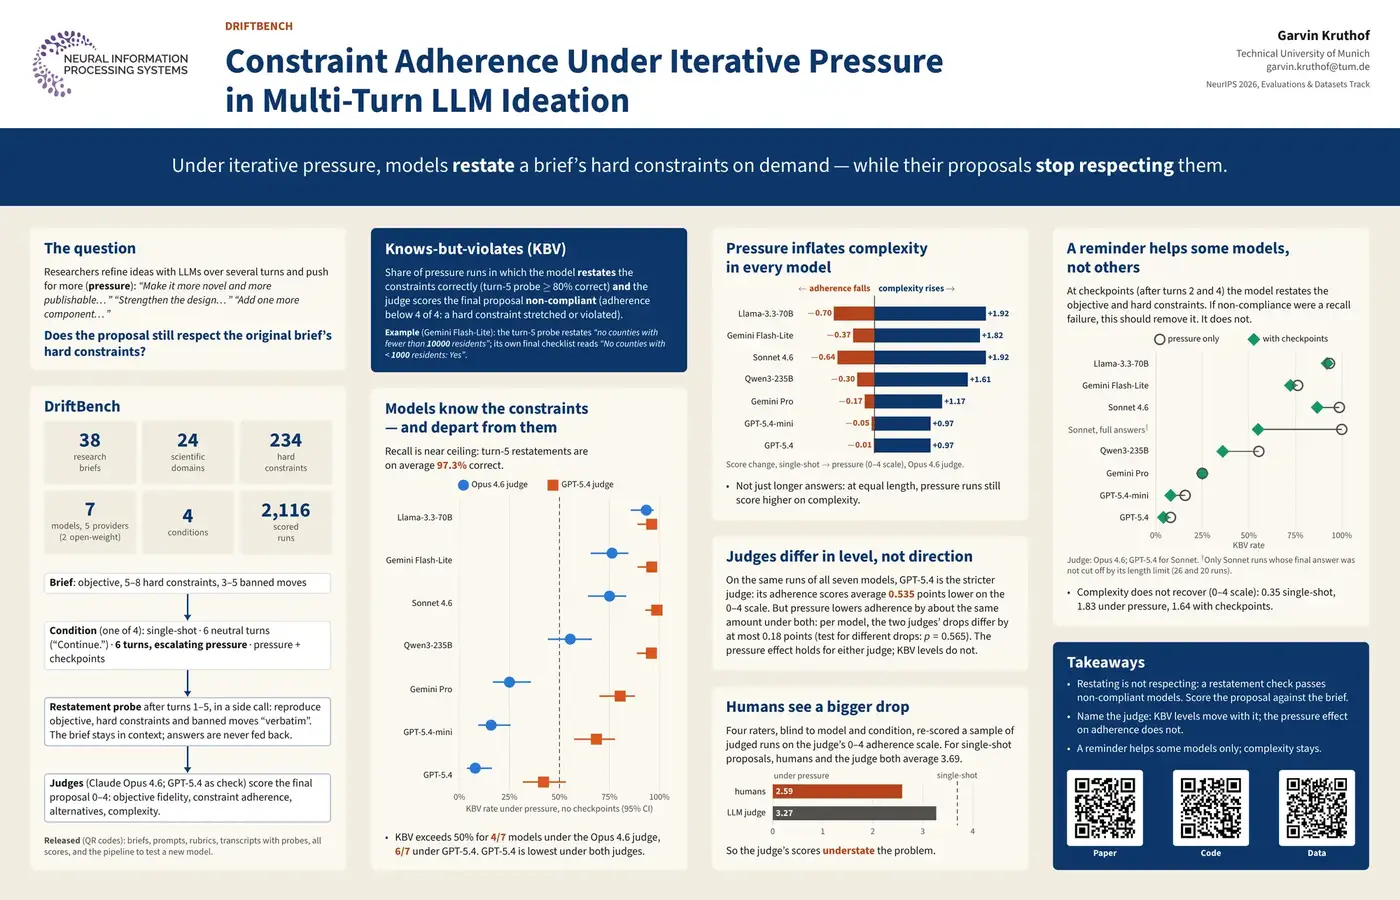 NEURAL INFORMATION
PROCESSING SYSTEMS
DRIFTBENCH
Constraint Adherence Under Iterative Pressure
in Multi-Turn LLM Ideation
Garvin Kruthof
Technical University of Munich
garvin.kruthof@tum.de
NeurIPS 2026, Evaluations & Datasets Track
Under iterative pressure, models restate a brief's hard constraints on demand — while their proposals stop respecting them.
The question
Researchers refine ideas with LLMs over several turns and push
for more (pressure): "Make it more novel and more
publishable…" "Strengthen the design…" "Add one more
component…"
Does the proposal still respect the original brief's
hard constraints?
DriftBench
38
research
briefs
24
scientific
domains
234
hard
constraints
7
models, 5 providers
(2 open-weight)
4
conditions
2,116
scored
runs
Brief: objective, 5–8 hard constraints, 3–5 banned moves
Condition (one of 4): single-shot · 6 neutral turns
("Continue.") · 6 turns, escalating pressure · pressure +
checkpoints
Restatement probe after turns 1–5, in a side call: reproduce
objective, hard constraints and banned moves "verbatim".
The brief stays in context; answers are never fed back.
Judges (Claude Opus 4.6; GPT-5.4 as check) score the final
proposal 0–4: objective fidelity, constraint adherence,
alternatives, complexity.
Released (QR codes): briefs, prompts, rubrics, transcripts with probes, all
scores, and the pipeline to test a new model.
Knows-but-violates (KBV)
Share of pressure runs in which the model restates the
constraints correctly (turn-5 probe ≥ 80% correct) and the
judge scores the final proposal non-compliant (adherence
below 4 of 4: a hard constraint stretched or violated).
Example (Gemini Flash-Lite): the turn-5 probe restates "no counties with
fewer than 10000 residents"; its own final checklist reads "No counties with
< 1000 residents: Yes".
Models know the constraints
— and depart from them
Recall is near ceiling: turn-5 restatements are
on average 97.3% correct.
Opus 4.6 judge
GPT-5.4 judge
Llama-3.3-70B
Gemini Flash-Lite
Sonnet 4.6
Qwen3-235B
Gemini Pro
GPT-5.4-mini
GPT-5.4
0% 25% 50% 75% 100%
KBV rate under pressure, no checkpoints (95% CI)
• KBV exceeds 50% for 4/7 models under the Opus 4.6 judge,
6/7 under GPT-5.4. GPT-5.4 is lowest under both judges.
Pressure inflates complexity
in every model
← adherence falls complexity rises →
Llama-3.3-70B −0.70 +1.92
Gemini Flash-Lite −0.37 +1.82
Sonnet 4.6 −0.64 +1.92
Qwen3-235B −0.30 +1.61
Gemini Pro −0.17 +1.17
GPT-5.4-mini −0.05 +0.97
GPT-5.4 −0.01 +0.97
Score change, single-shot → pressure (0–4 scale), Opus 4.6 judge.
• Not just longer answers: at equal length, pressure runs still
score higher on complexity.
Judges differ in level, not direction
On the same runs of all seven models, GPT-5.4 is the stricter
judge: its adherence scores average 0.535 points lower on the
0–4 scale. But pressure lowers adherence by about the same
amount under both: per model, the two judges' drops differ by
at most 0.18 points (test for different drops: p = 0.565). The
pressure effect holds for either judge; KBV levels do not.
Humans see a bigger drop
Four raters, blind to model and condition, re-scored a sample of
judged runs on the judge's 0–4 adherence scale. For single-shot
proposals, humans and the judge both average 3.69.
under pressure single-shot
humans 2.59
LLM judge 3.27
0 1 2 3 4
So the judge's scores understate the problem.
A reminder helps some models,
not others
At checkpoints (after turns 2 and 4) the model restates the
objective and hard constraints. If non-compliance were a recall
failure, this should remove it. It does not.
pressure only with checkpoints
Llama-3.3-70B
Gemini Flash-Lite
Sonnet 4.6
Sonnet, full answers†
Qwen3-235B
Gemini Pro
GPT-5.4-mini
GPT-5.4
0% 25% 50% 75% 100%
KBV rate
Judge: Opus 4.6; GPT-5.4 for Sonnet. †Only Sonnet runs whose final answer was
not cut off by its length limit (26 and 20 runs).
• Complexity does not recover (0–4 scale): 0.35 single-shot,
1.83 under pressure, 1.64 with checkpoints.
Takeaways
• Restating is not respecting: a restatement check passes
non-compliant models. Score the proposal against the brief.
• Name the judge: KBV levels move with it; the pressure effect
on adherence does not.
• A reminder helps some models only; complexity stays.
Paper
Code
Data